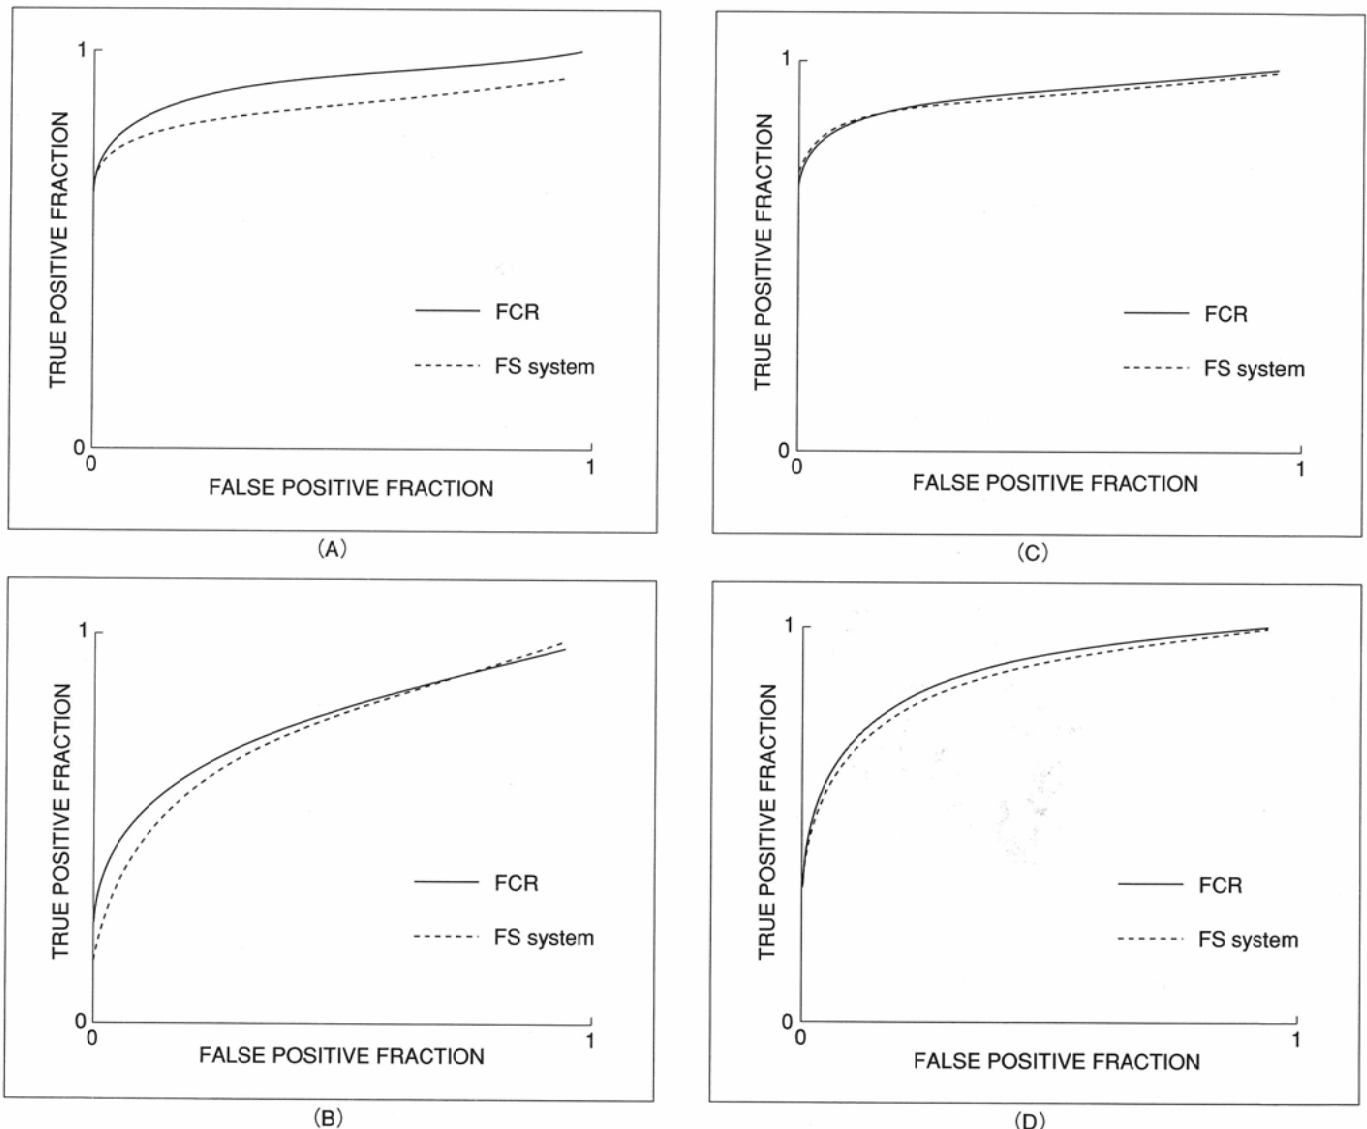 1
TRUE POSITIVE FRACTION
FCR
FS system
0
0
1
FALSE POSITIVE FRACTION
(A)
1
TRUE POSITIVE FRACTION
FCR
FS system
0
0
1
FALSE POSITIVE FRACTION
(C)
1
TRUE POSITIVE FRACTION
FCR
FS system
0
0
1
FALSE POSITIVE FRACTION
(B)
1
TRUE POSITIVE FRACTION
FCR
FS system
0
0
1
FALSE POSITIVE FRACTION
(D)